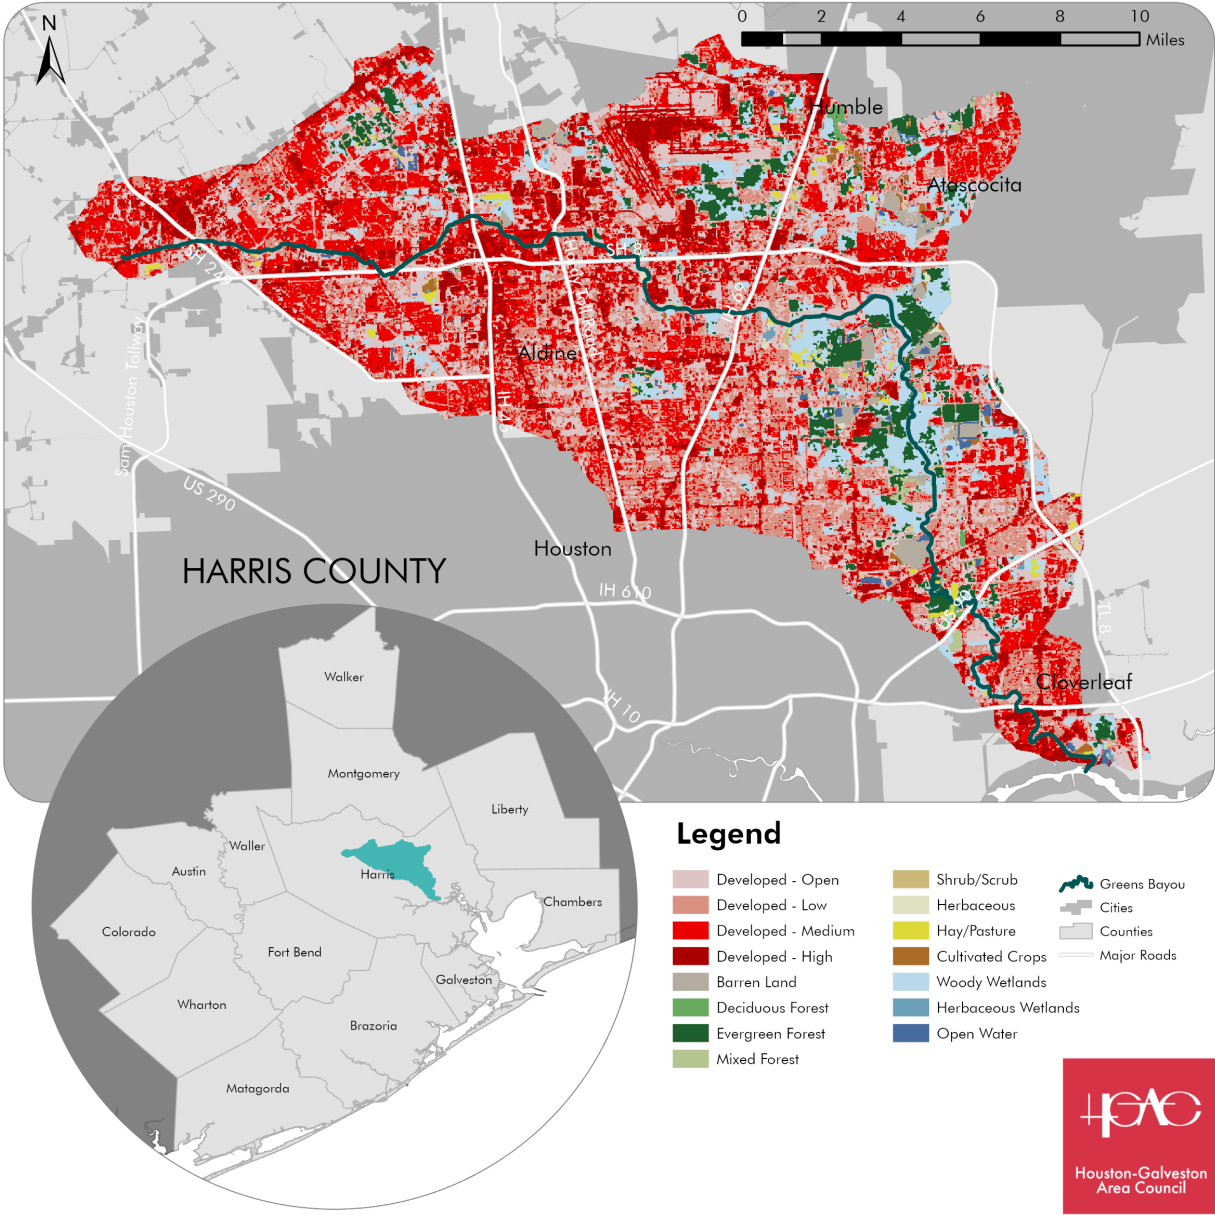 N
0 2 4 6 8 10
Miles
Humble
Atascocita
SH 249
SH 8
Hardy Toll Road
I 69
Aldine
IH 45
Sam Houston Tollway
US 290
Houston
HARRIS COUNTY
IH 610
US 90
TL 8
Cloverleaf
IH 10
Walker
Montgomery
Liberty
Waller
Austin
Harris
Chambers
Colorado
Fort Bend
Galveston
Wharton
Brazoria
Matagorda
Legend
Developed - Open
Developed - Low
Developed - Medium
Developed - High
Barren Land
Deciduous Forest
Evergreen Forest
Mixed Forest
Shrub/Scrub
Herbaceous
Hay/Pasture
Cultivated Crops
Woody Wetlands
Herbaceous Wetlands
Open Water
Greens Bayou
Cities
Counties
Major Roads
HGAC
Houston-Galveston
Area Council